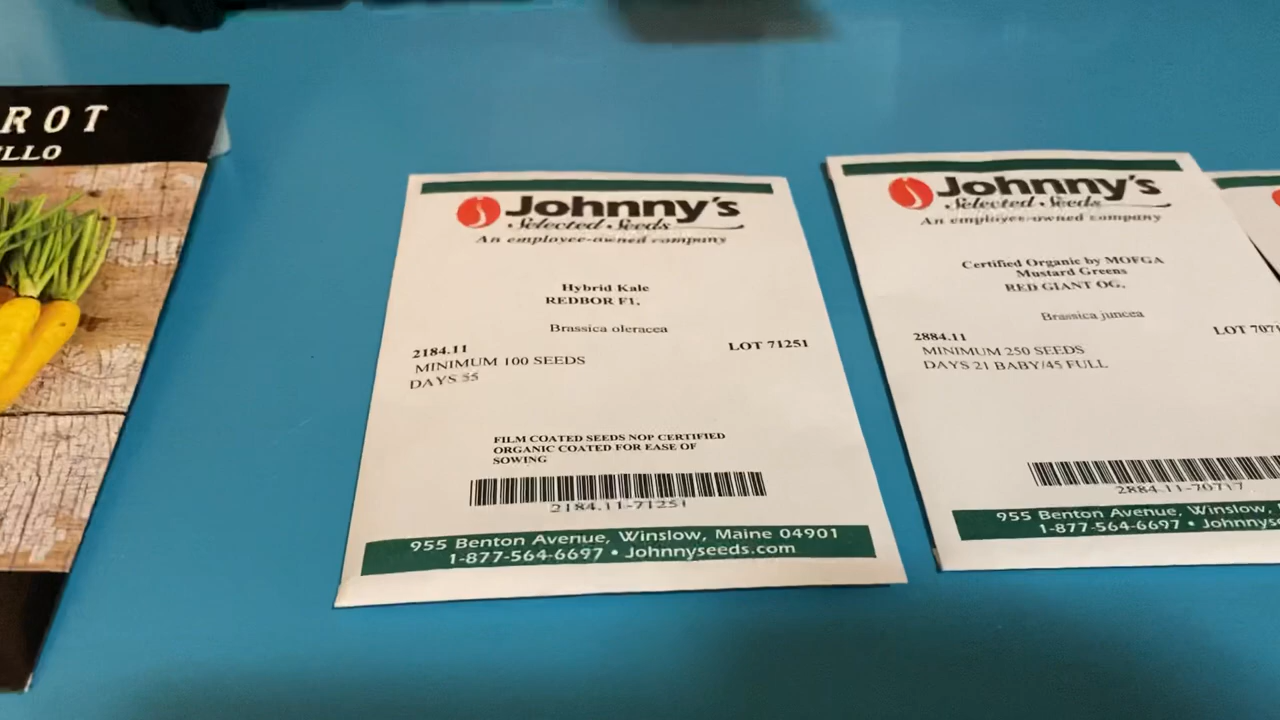 ROT
LLO
Johnny's
Selected Seeds
An employee-owned company
Hybrid Kale
REDBOR F1,
Brassica oleracea
2184.11
LOT 71251
MINIMUM 100 SEEDS
DAYS 55
FILM COATED SEEDS NOP CERTIFIED
ORGANIC COATED FOR EASE OF
SOWING
2184.11-71251
955 Benton Avenue, Winslow, Maine 04901
1-877-564-6697 • Johnnyseeds.com
Johnny's
Selected Seeds
An employee-owned company
Certified Organic by MOFGA
Mustard Greens
RED GIANT OG,
Brassica juncea
2884.11
LOT 707
MINIMUM 250 SEEDS
DAYS 21 BABY/45 FULL
2884.11-70717
955 Benton Avenue, Winslow,
1-877-564-6697 • Johnnys